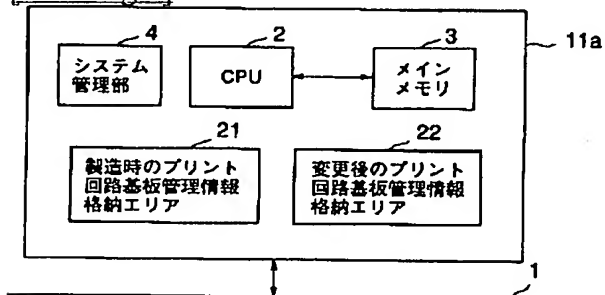 4
2
3
11a
システム
管理部
CPU
メイン
メモリ
21
22
製造時のプリント
回路基板管理情報
格納エリア
変更後のプリント
回路基板管理情報
格納エリア
1